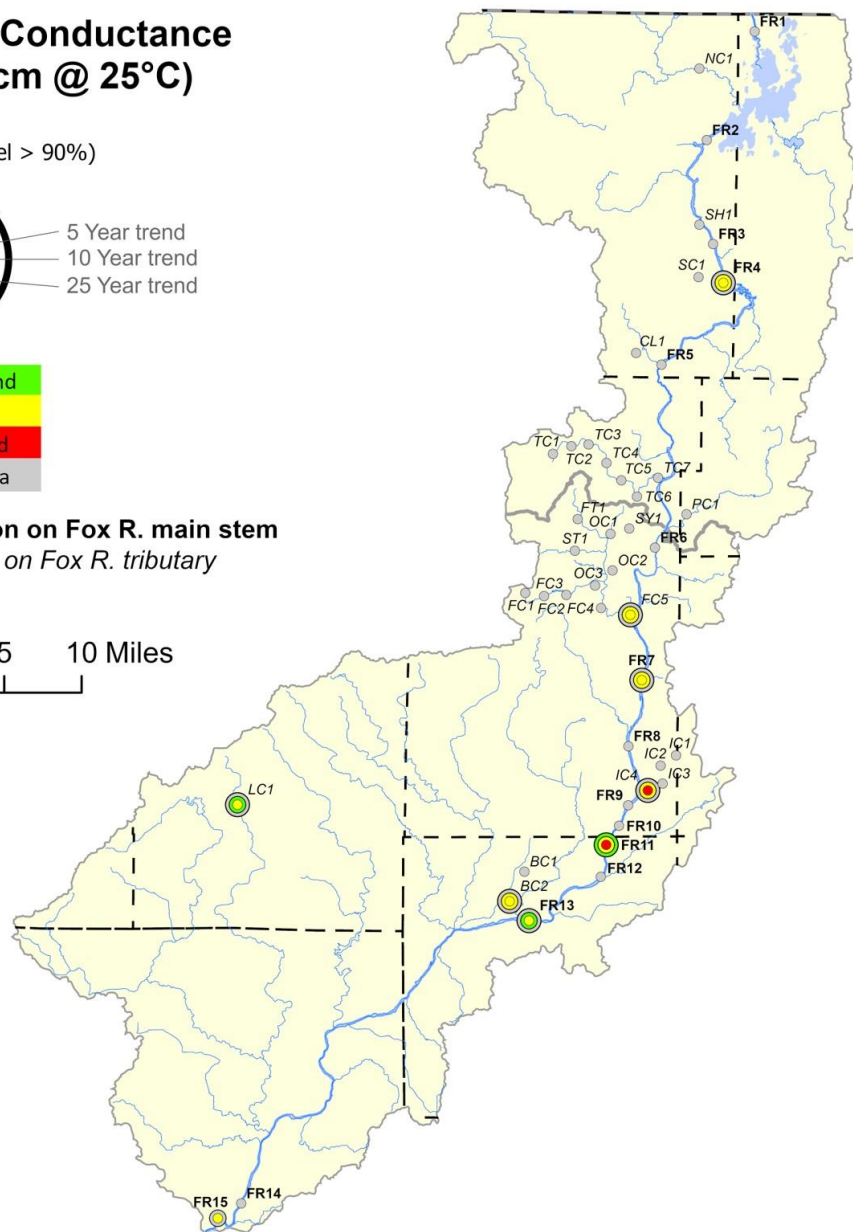 Conductance
cm @ 25°C)
el > 90%)
5 Year trend
10 Year trend
25 Year trend
nd
d
a
on on Fox R. main stem
on Fox R. tributary
5 10 Miles
FR1
NC1
FR2
SH1
FR3
SC1
FR4
CL1
FR5
TC1
TC3
TC2
TC4
TC5
TC7
TC6
FT1
PC1
OC1
SY1
ST1
FR6
OC2
OC3
FC3
FC1
FC2
FC4
FC5
FR7
FR8
IC1
IC2
IC4
IC3
LC1
FR9
FR10
FR11
BC1
FR12
BC2
FR13
FR14
FR15